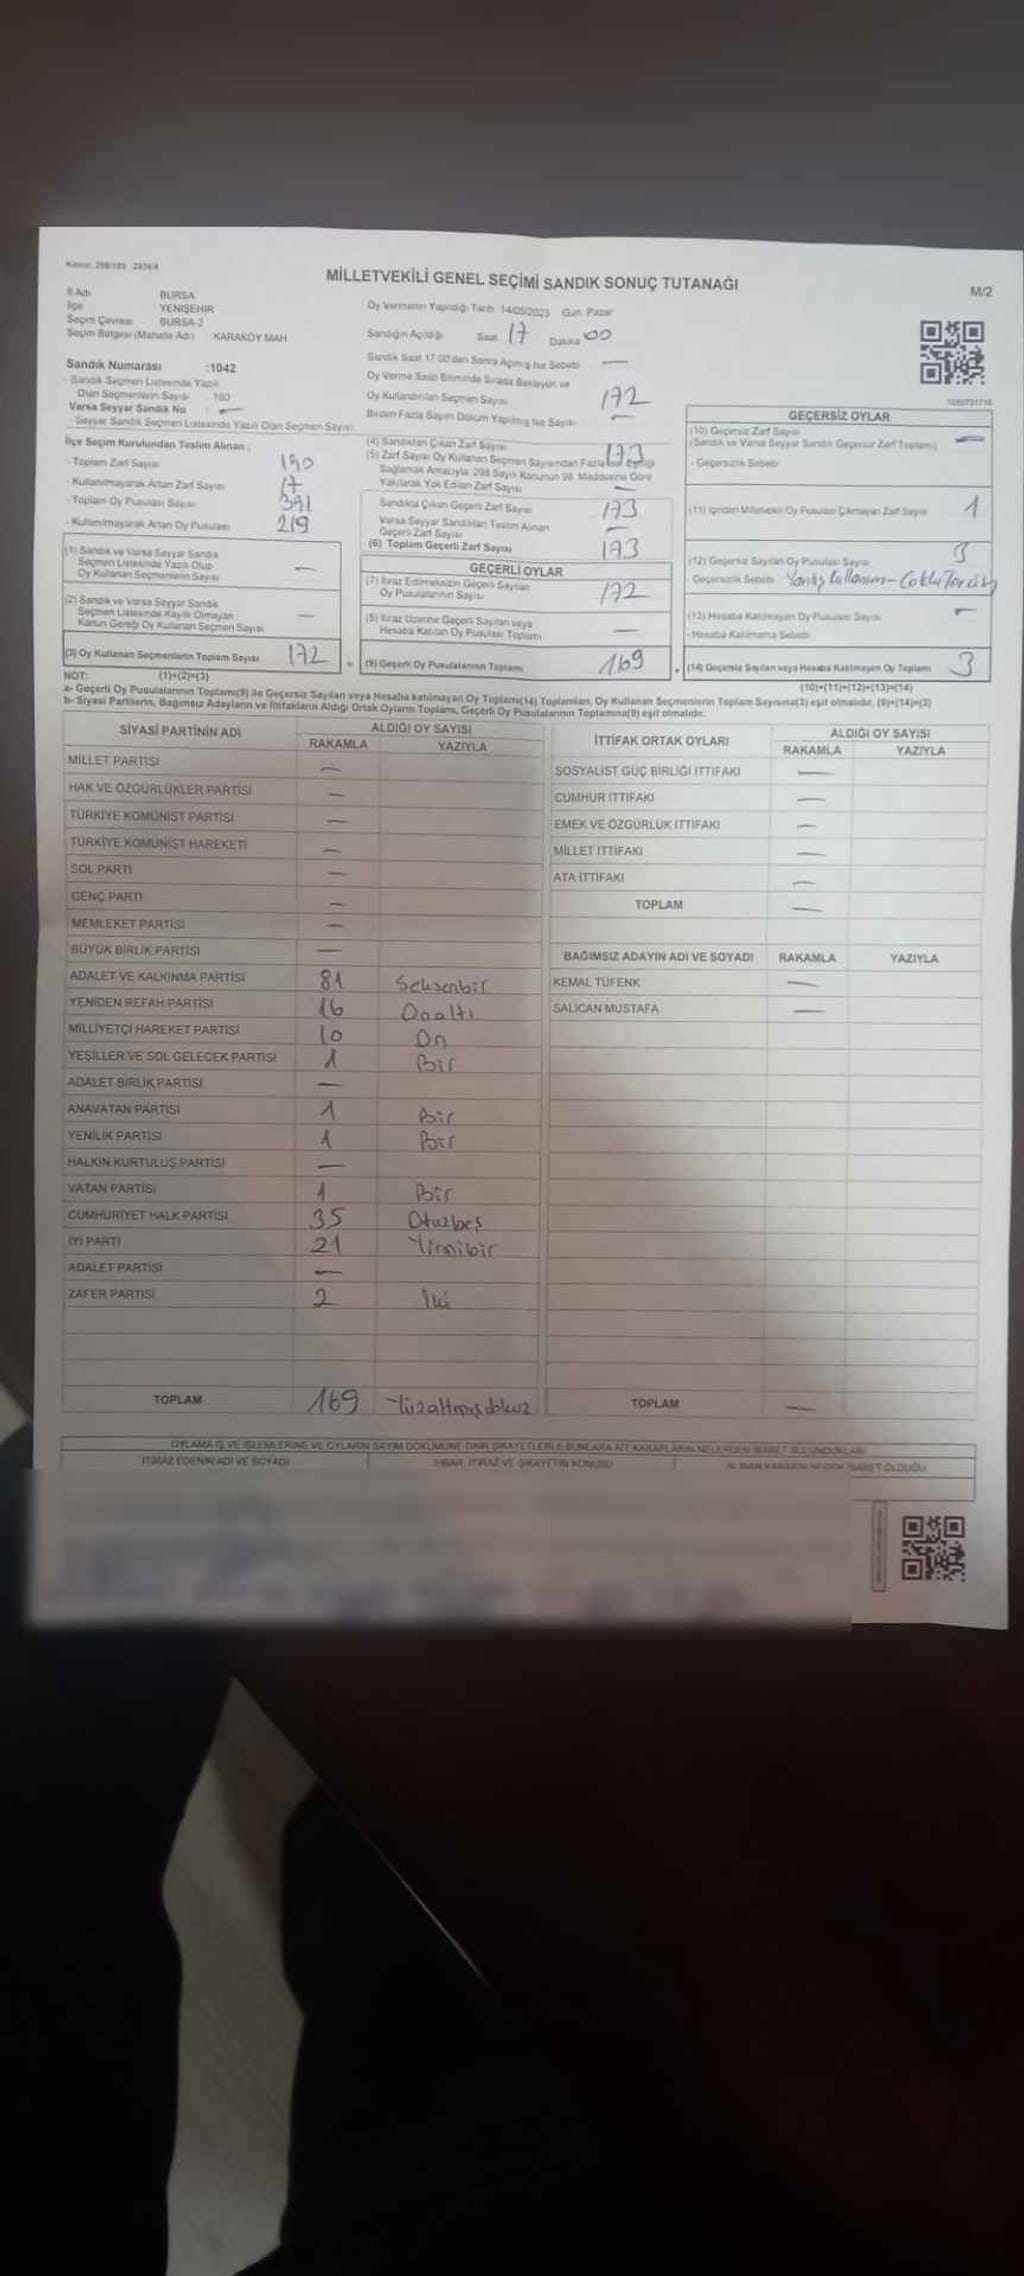 MİLLETVEKİLİ GENEL SEÇİMİ SANDIK SONUÇ TUTANAĞI
M/2
İl Adı BURSA
İlçe YENİŞEHİR
Seçim Çevresi BURSA-2
Seçim Bölgesi (Mahalle Adı) KARAKÖY MAH
Oy Vermenin Yapıldığı Tarih: 14/05/2023 Gün: Pazar
Sandığın Açıldığı Saat 17 Dakika 00
Sandık Saat 17:00'dan Sonra Açılmış İse Sebebi —
Sandık Numarası :1042
- Sandık Seçmen Listesinde Yazılı
Olan Seçmenlerin Sayısı
Varsa Seyyar Sandık No : —
- Seyyar Sandık Seçmen Listesinde Yazılı Olan Seçmen Sayısı:
Oy Verme Saati Bitiminde Sırada Bekleyen ve
Oy Kullandırılan Seçmen Sayısı 172
Birden Fazla Sayım Döküm Yapılmış İse Sayısı —
İlçe Seçim Kurulundan Teslim Alınan ;
- Toplam Zarf Sayısı 190
- Kullanılmayarak Artan Zarf Sayısı 17
- Toplam Oy Pusulası Sayısı 391
- Kullanılmayarak Artan Oy Pusulası 219
(1) Sandık ve Varsa Seyyar Sandık
Seçmen Listesinde Yazılı Olup
Oy Kullanan Seçmenlerin Sayısı —
(2) Sandık ve Varsa Seyyar Sandık
Seçmen Listesinde Kayıtlı Olmayan
Kanun Gereği Oy Kullanan Seçmen Sayısı —
(3) Oy Kullanan Seçmenlerin Toplam Sayısı 172
(4) Sandıktan Çıkan Zarf Sayısı 173
(5) Zarf Sayısı Oy Kullanan Seçmen Sayısından Fazla ise Eşitliği
Sağlamak Amacıyla, 298 Sayılı Kanunun 98. Maddesine Göre
Yakılarak Yok Edilen Zarf Sayısı —
Sandıkta Çıkan Geçerli Zarf Sayısı 173
Varsa Seyyar Sandıktan Teslim Alınan
Geçerli Zarf Sayısı —
(6) Toplam Geçerli Zarf Sayısı 173
GEÇERLİ OYLAR
(7) İtiraz Edilmeksizin Geçerli Sayılan
Oy Pusulalarının Sayısı 172
(8) İtiraz Üzerine Geçerli Sayılan veya
Hesaba Katılan Oy Pusulası Toplamı —
= (9) Geçerli Oy Pusulalarının Toplamı 169
GEÇERSİZ OYLAR
(10) Geçersiz Zarf Sayısı
(Sandık ve Varsa Seyyar Sandık Geçersiz Zarf Toplamı) —
- Geçersizlik Sebebi
(11) İçinden Milletvekili Oy Pusulası Çıkmayan Zarf Sayısı 1
(12) Geçersiz Sayılan Oy Pusulası Sayısı 3
- Geçersizlik Sebebi Yanlış Kullanım-Çoklu Tercih
(13) Hesaba Katılmayan Oy Pusulası Sayısı —
- Hesaba Katılmama Sebebi
+ (14) Geçersiz Sayılan veya Hesaba Katılmayan Oy Toplamı 3
NOT: (1)+(2)=(3)
(10)+(11)+(12)+(13)=(14)
a- Geçerli Oy Pusulalarının Toplamı(9) ile Geçersiz Sayılan veya Hesaba katılmayan Oy Toplamı(14) Toplamları, Oy Kullanan Seçmenlerin Toplam Sayısına(3) eşit olmalıdır. (9)+(14)=(3)
b- Siyasi Partilerin, Bağımsız Adayların ve İttifakların Aldığı Ortak Oyların Toplamı, Geçerli Oy Pusulalarının Toplamına(9) eşit olmalıdır.
SİYASİ PARTİNİN ADI ALDIĞI OY SAYISI
RAKAMLA YAZIYLA
MİLLET PARTİSİ —
HAK VE ÖZGÜRLÜKLER PARTİSİ —
TÜRKİYE KOMÜNİST PARTİSİ —
TÜRKİYE KOMÜNİST HAREKETİ —
SOL PARTİ —
GENÇ PARTİ —
MEMLEKET PARTİSİ —
BÜYÜK BİRLİK PARTİSİ —
ADALET VE KALKINMA PARTİSİ 81 Seksenbir
YENİDEN REFAH PARTİSİ 16 Onaltı
MİLLİYETÇİ HAREKET PARTİSİ 10 On
YEŞİLLER VE SOL GELECEK PARTİSİ 1 Bir
ADALET BİRLİK PARTİSİ —
ANAVATAN PARTİSİ 1 Bir
YENİLİK PARTİSİ 1 Bir
HALKIN KURTULUŞ PARTİSİ —
VATAN PARTİSİ 1 Bir
CUMHURİYET HALK PARTİSİ 35 Otuzbeş
İYİ PARTİ 21 Yirmibir
ADALET PARTİSİ —
ZAFER PARTİSİ 2 İki
TOPLAM 169 Yüzaltmışdokuz
İTTİFAK ORTAK OYLARI ALDIĞI OY SAYISI
RAKAMLA YAZIYLA
SOSYALİST GÜÇ BİRLİĞİ İTTİFAKI —
CUMHUR İTTİFAKI —
EMEK VE ÖZGÜRLÜK İTTİFAKI —
MİLLET İTTİFAKI —
ATA İTTİFAKI —
TOPLAM —
BAĞIMSIZ ADAYIN ADI VE SOYADI RAKAMLA YAZIYLA
KEMAL TÜFENK —
SALİCAN MUSTAFA —
TOPLAM —
OYLAMA İŞ VE İŞLEMLERİNE VE OYLARIN SAYIM DÖKÜMÜNE DAİR ŞİKAYETLERLE BUNLARA AİT KARARLARIN NELERDEN İBARET BULUNDUKLARI
İTİRAZ EDENİN ADI VE SOYADI İHBAR, İTİRAZ VE ŞİKAYETİN KONUSU